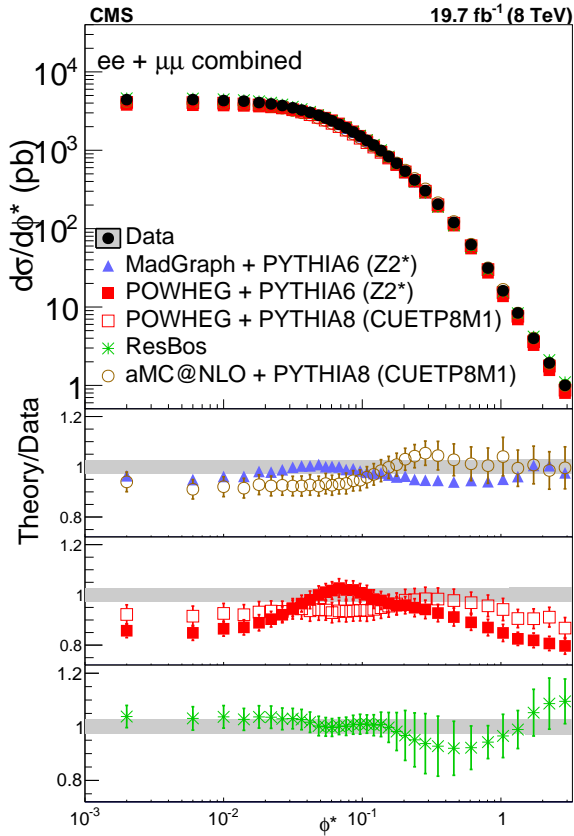 CMS 19.7 fb⁻¹ (8 TeV)
ee + μμ combined
dσ/dϕ* (pb)
10⁴
10³
10²
10
1
Data
MadGraph + PYTHIA6 (Z2*)
POWHEG + PYTHIA6 (Z2*)
POWHEG + PYTHIA8 (CUETP8M1)
ResBos
aMC@NLO + PYTHIA8 (CUETP8M1)
Theory/Data
1.2
1
0.8
1.2
1
0.8
1.2
1
0.8
10⁻³ 10⁻² 10⁻¹ 1
ϕ*